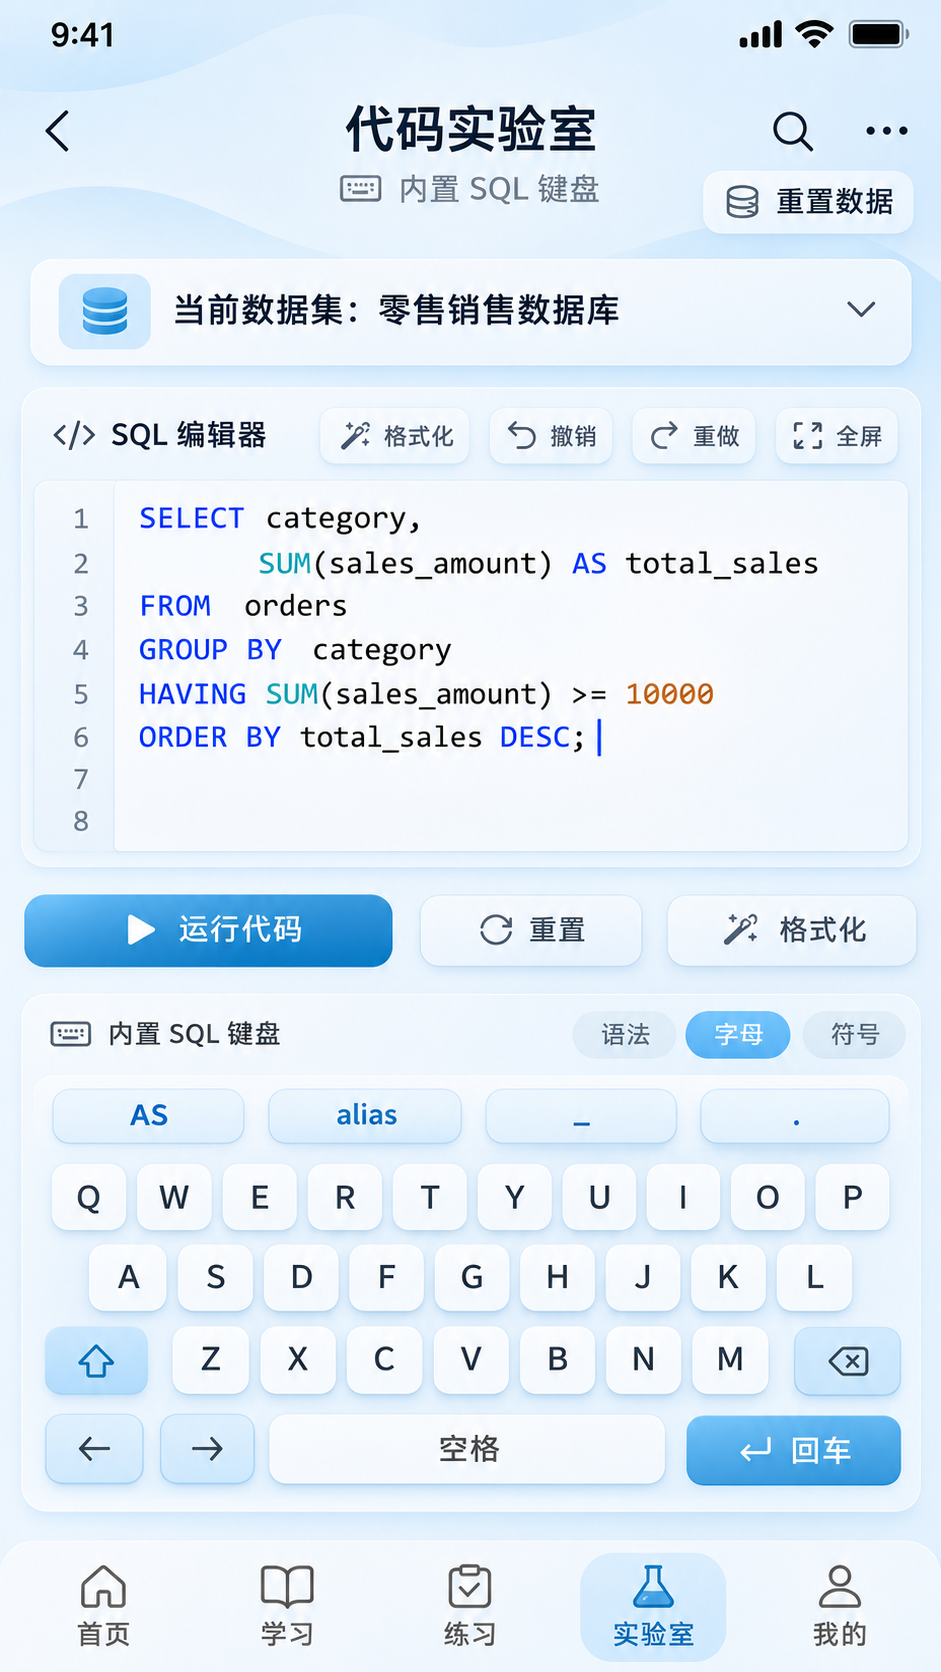 9:41
代码实验室
内置 SQL 键盘
重置数据
当前数据集：零售销售数据库
</> SQL 编辑器 格式化 撤销 重做 全屏
1 SELECT category,
2 SUM(sales_amount) AS total_sales
3 FROM orders
4 GROUP BY category
5 HAVING SUM(sales_amount) >= 10000
6 ORDER BY total_sales DESC;
7
8
运行代码 重置 格式化
内置 SQL 键盘 语法 字母 符号
AS alias _ .
Q W E R T Y U I O P
A S D F G H J K L
Z X C V B N M
空格 回车
首页 学习 练习 实验室 我的